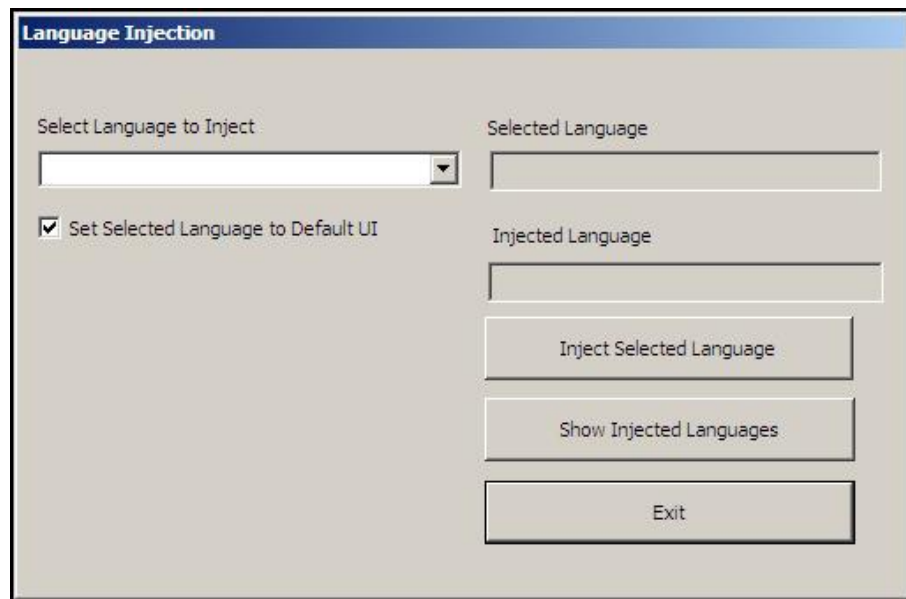 Language Injection
Select Language to Inject
Selected Language
Set Selected Language to Default UI
Injected Language
Inject Selected Language
Show Injected Languages
Exit